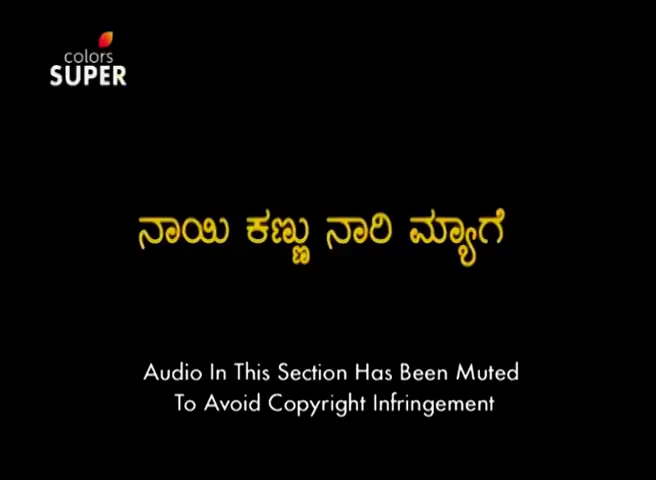 colors
SUPER
ನಾಯಿ ಕಣ್ಣು ನಾರಿ ಮ್ಯಾಗೆ
Audio In This Section Has Been Muted
To Avoid Copyright Infringement